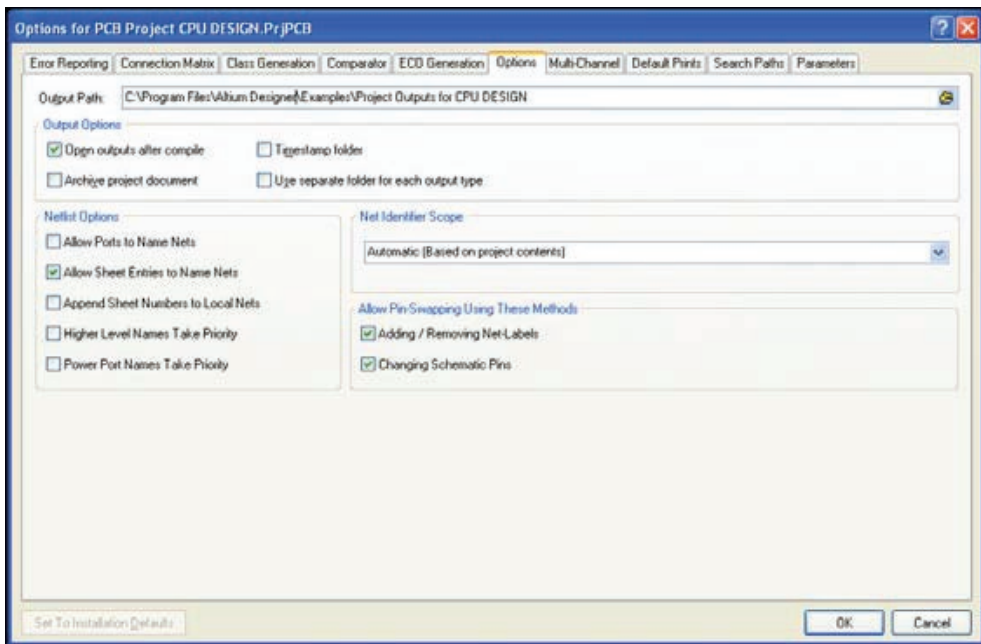 Options for PCB Project CPU DESIGN.PrjPCB
Error Reporting Connection Matrix Class Generation Comparator ECO Generation Options Multi-Channel Default Prints Search Paths Parameters
Output Path: C:\Program Files\Altium Designer\Examples\Project Outputs for CPU DESIGN
Output Options
Open outputs after compile Timestamp folder
Archive project document Use separate folder for each output type
Netlist Options
Allow Ports to Name Nets
Allow Sheet Entries to Name Nets
Append Sheet Numbers to Local Nets
Higher Level Names Take Priority
Power Port Names Take Priority
Net Identifier Scope
Automatic (Based on project contents)
Allow Pin-Swapping Using These Methods
Adding / Removing Net-Labels
Changing Schematic Pins
Set To Installation Defaults OK Cancel